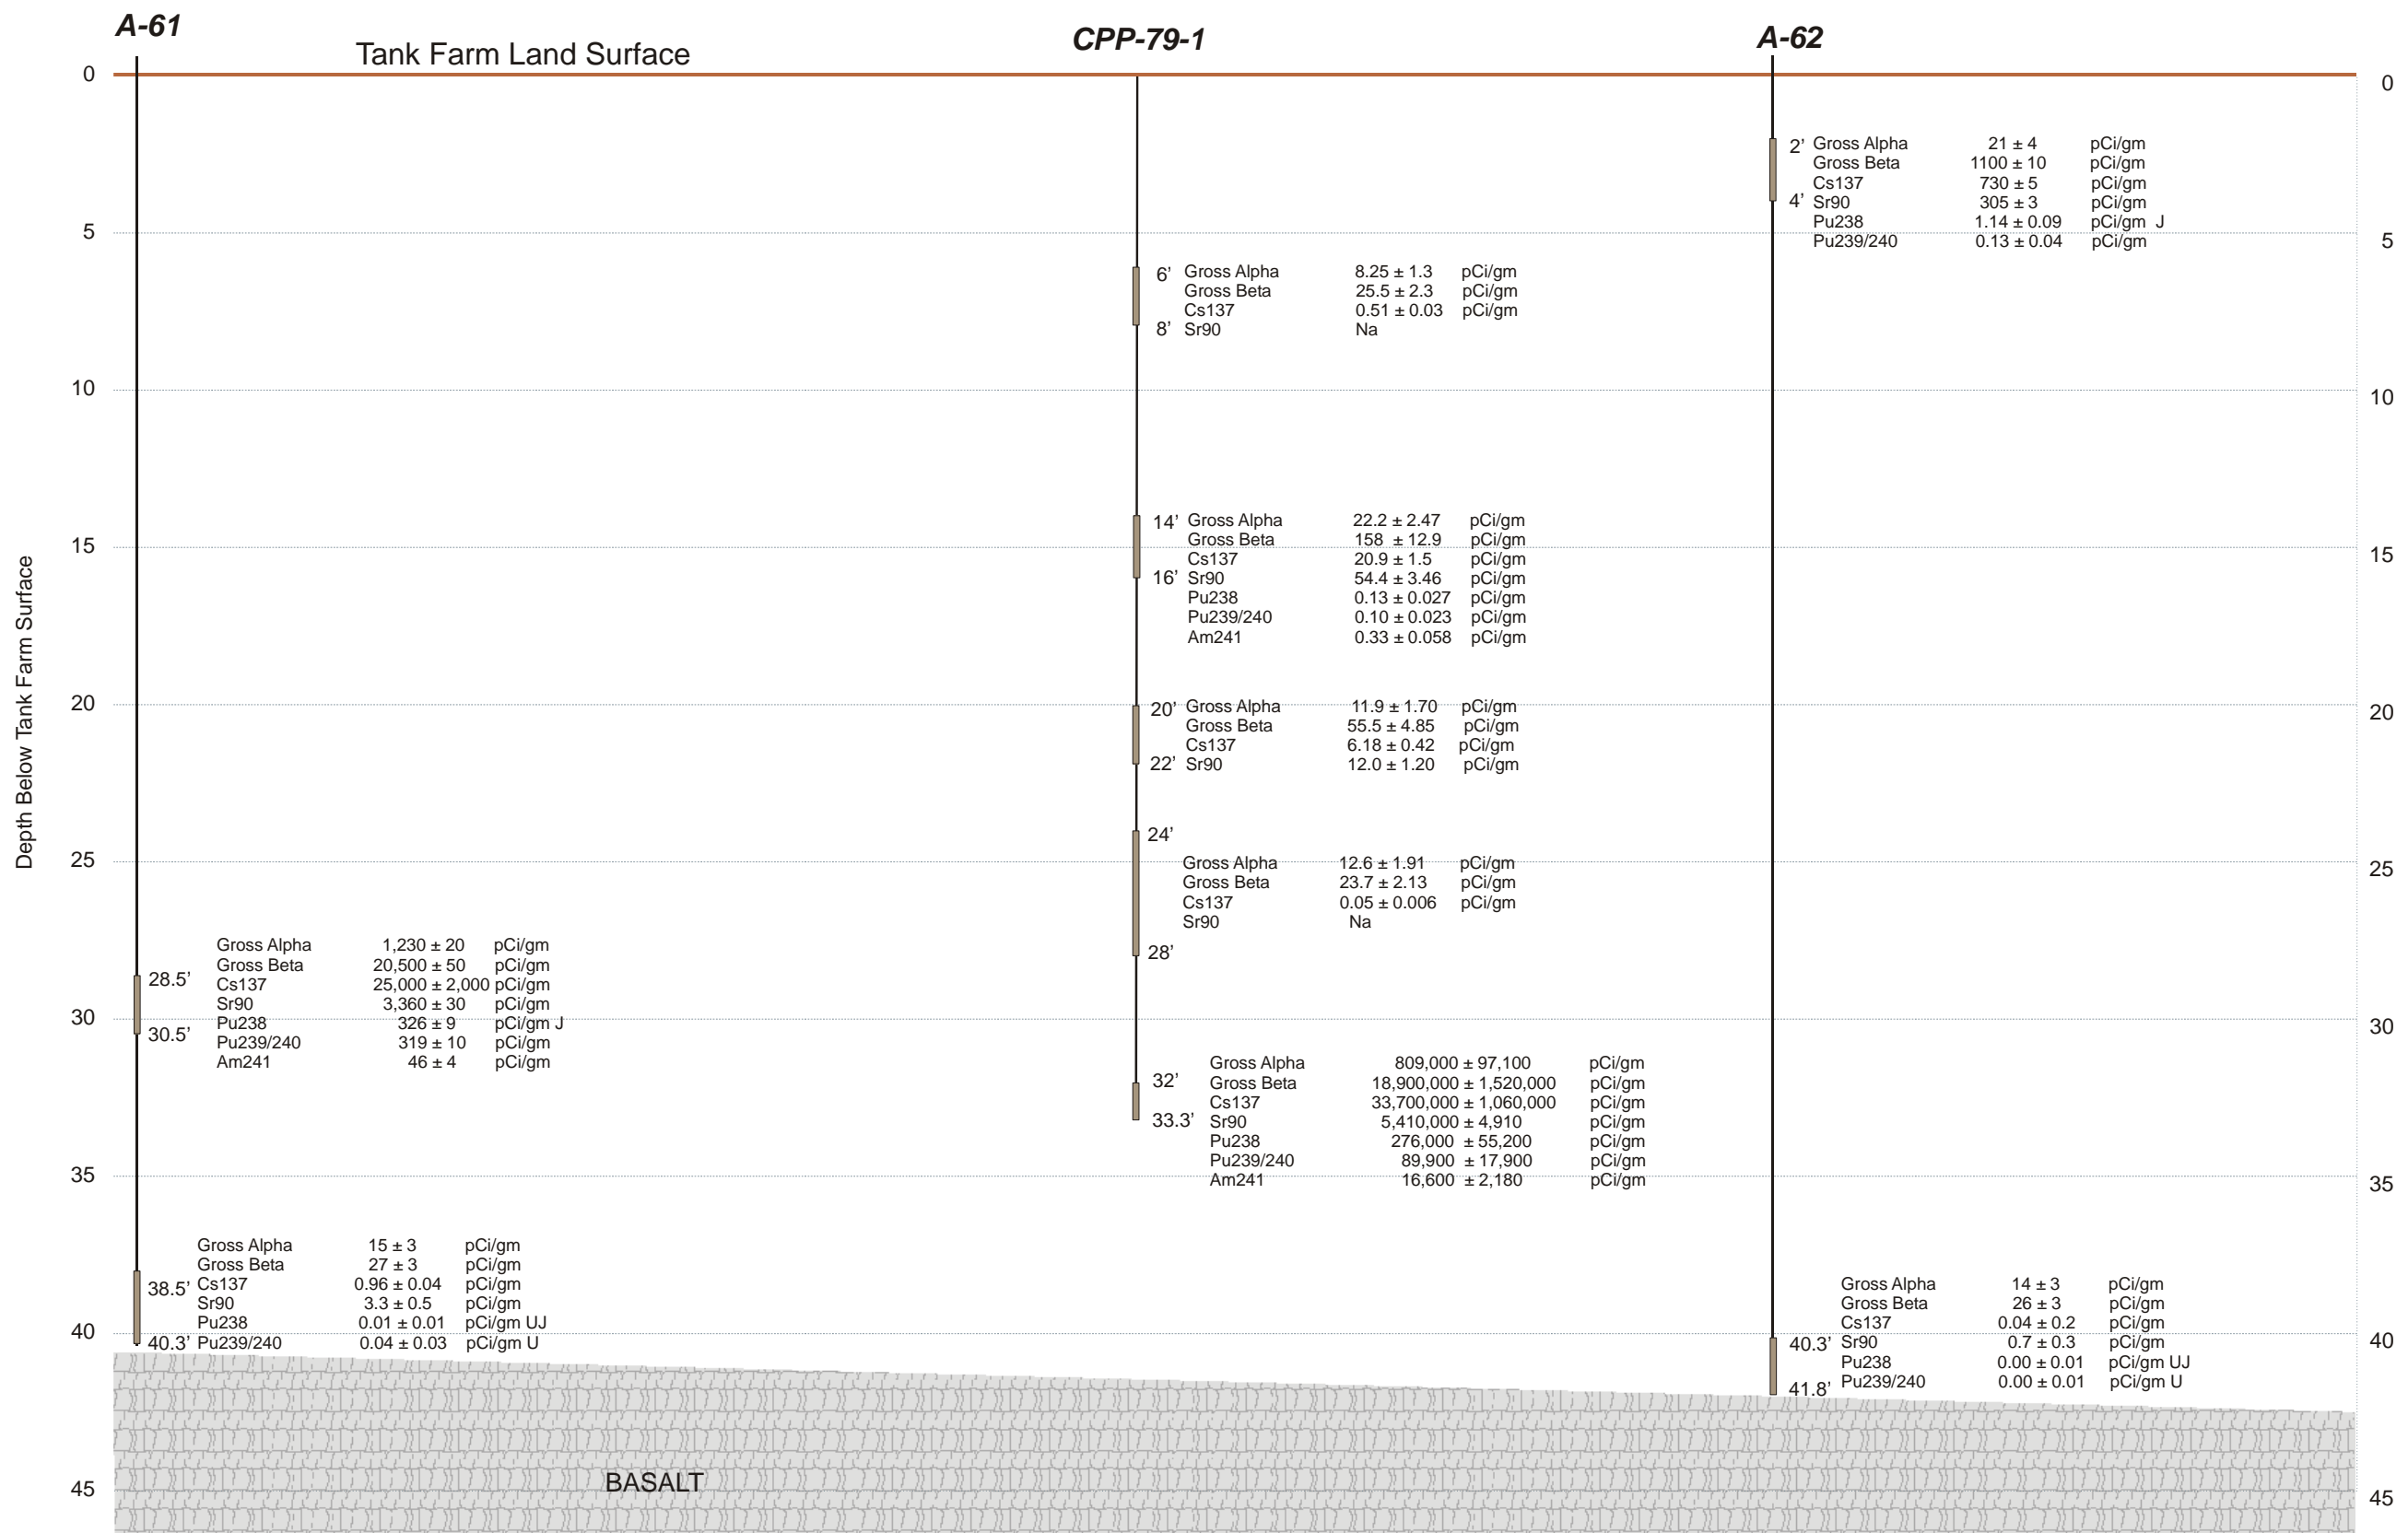 A-61
CPP-79-1
A-62
Tank Farm Land Surface
Depth Below Tank Farm Surface
0
5
10
15
20
25
30
35
40
45
28.5’
30.5’
Gross Alpha 1,230 ± 20 pCi/gm
Gross Beta 20,500 ± 50 pCi/gm
Cs137 25,000 ± 2,000 pCi/gm
Sr90 3,360 ± 30 pCi/gm
Pu238 326 ± 9 pCi/gm J
Pu239/240 319 ± 10 pCi/gm
Am241 46 ± 4 pCi/gm
38.5’
40.3’
Gross Alpha 15 ± 3 pCi/gm
Gross Beta 27 ± 3 pCi/gm
Cs137 0.96 ± 0.04 pCi/gm
Sr90 3.3 ± 0.5 pCi/gm
Pu238 0.01 ± 0.01 pCi/gm UJ
Pu239/240 0.04 ± 0.03 pCi/gm U
6’
8’
Gross Alpha 8.25 ± 1.3 pCi/gm
Gross Beta 25.5 ± 2.3 pCi/gm
Cs137 0.51 ± 0.03 pCi/gm
Sr90 Na
14’
16’
Gross Alpha 22.2 ± 2.47 pCi/gm
Gross Beta 158 ± 12.9 pCi/gm
Cs137 20.9 ± 1.5 pCi/gm
Sr90 54.4 ± 3.46 pCi/gm
Pu238 0.13 ± 0.027 pCi/gm
Pu239/240 0.10 ± 0.023 pCi/gm
Am241 0.33 ± 0.058 pCi/gm
20’
22’
Gross Alpha 11.9 ± 1.70 pCi/gm
Gross Beta 55.5 ± 4.85 pCi/gm
Cs137 6.18 ± 0.42 pCi/gm
Sr90 12.0 ± 1.20 pCi/gm
24’
28’
Gross Alpha 12.6 ± 1.91 pCi/gm
Gross Beta 23.7 ± 2.13 pCi/gm
Cs137 0.05 ± 0.006 pCi/gm
Sr90 Na
32’
33.3’
Gross Alpha 809,000 ± 97,100 pCi/gm
Gross Beta 18,900,000 ± 1,520,000 pCi/gm
Cs137 33,700,000 ± 1,060,000 pCi/gm
Sr90 5,410,000 ± 4,910 pCi/gm
Pu238 276,000 ± 55,200 pCi/gm
Pu239/240 89,900 ± 17,900 pCi/gm
Am241 16,600 ± 2,180 pCi/gm
2’
4’
Gross Alpha 21 ± 4 pCi/gm
Gross Beta 1100 ± 10 pCi/gm
Cs137 730 ± 5 pCi/gm
Sr90 305 ± 3 pCi/gm
Pu238 1.14 ± 0.09 pCi/gm J
Pu239/240 0.13 ± 0.04 pCi/gm
40.3’
41.8’
Gross Alpha 14 ± 3 pCi/gm
Gross Beta 26 ± 3 pCi/gm
Cs137 0.04 ± 0.2 pCi/gm
Sr90 0.7 ± 0.3 pCi/gm
Pu238 0.00 ± 0.01 pCi/gm UJ
Pu239/240 0.00 ± 0.01 pCi/gm U
0
5
10
15
20
25
30
35
40
45
BASALT